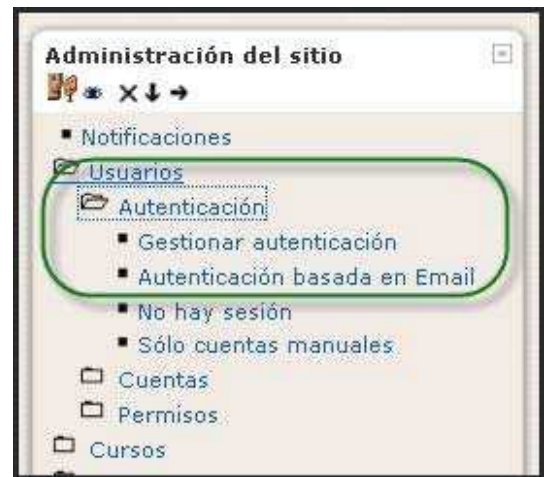 Administración del sitio
Notificaciones
Usuarios
Autenticación
Gestionar autenticación
Autenticación basada en Email
No hay sesión
Sólo cuentas manuales
Cuentas
Permisos
Cursos